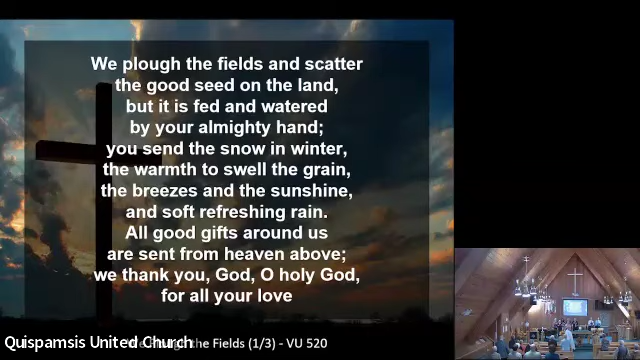 We plough the fields and scatter
the good seed on the land,
but it is fed and watered
by your almighty hand;
you send the snow in winter,
the warmth to swell the grain,
the breezes and the sunshine,
and soft refreshing rain.
All good gifts around us
are sent from heaven above;
we thank you, God, O holy God,
for all your love
Quispamsis United Church
the Fields (1/3) - VU 520